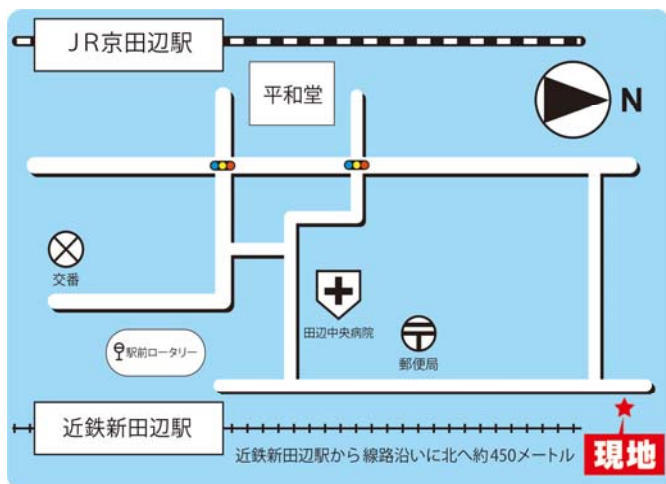 JR京田辺駅
平和堂
N
交番
駅前ロータリー
田辺中央病院
郵便局
近鉄新田辺駅
近鉄新田辺駅から線路沿いに北へ約450メートル
現地